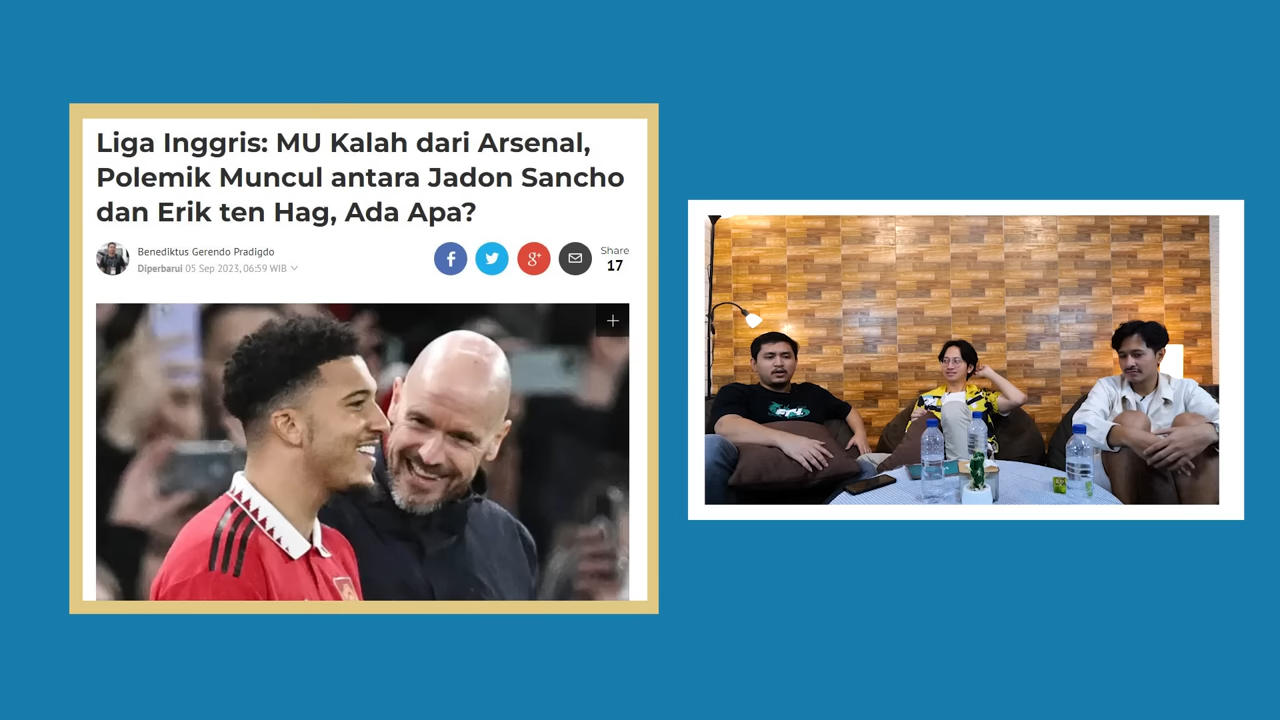 Liga Inggris: MU Kalah dari Arsenal,
Polemik Muncul antara Jadon Sancho
dan Erik ten Hag, Ada Apa?
Benediktus Gerendo Pradigdo
Diperbarui 05 Sep 2023, 06:59 WIB
Share
17